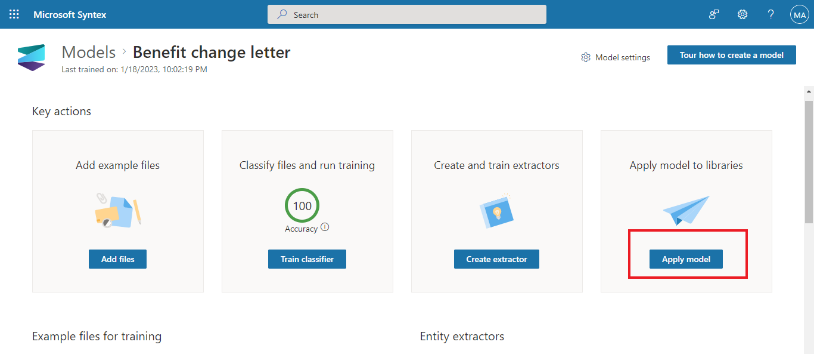 Microsoft Syntex
Search
MA
Models > Benefit change letter
Last trained on: 1/18/2023, 10:02:19 PM
Model settings
Tour how to create a model
Key actions
Add example files
Classify files and run training
Create and train extractors
Apply model to libraries
100
Accuracy
Add files
Train classifier
Create extractor
Apply model
Example files for training
Entity extractors